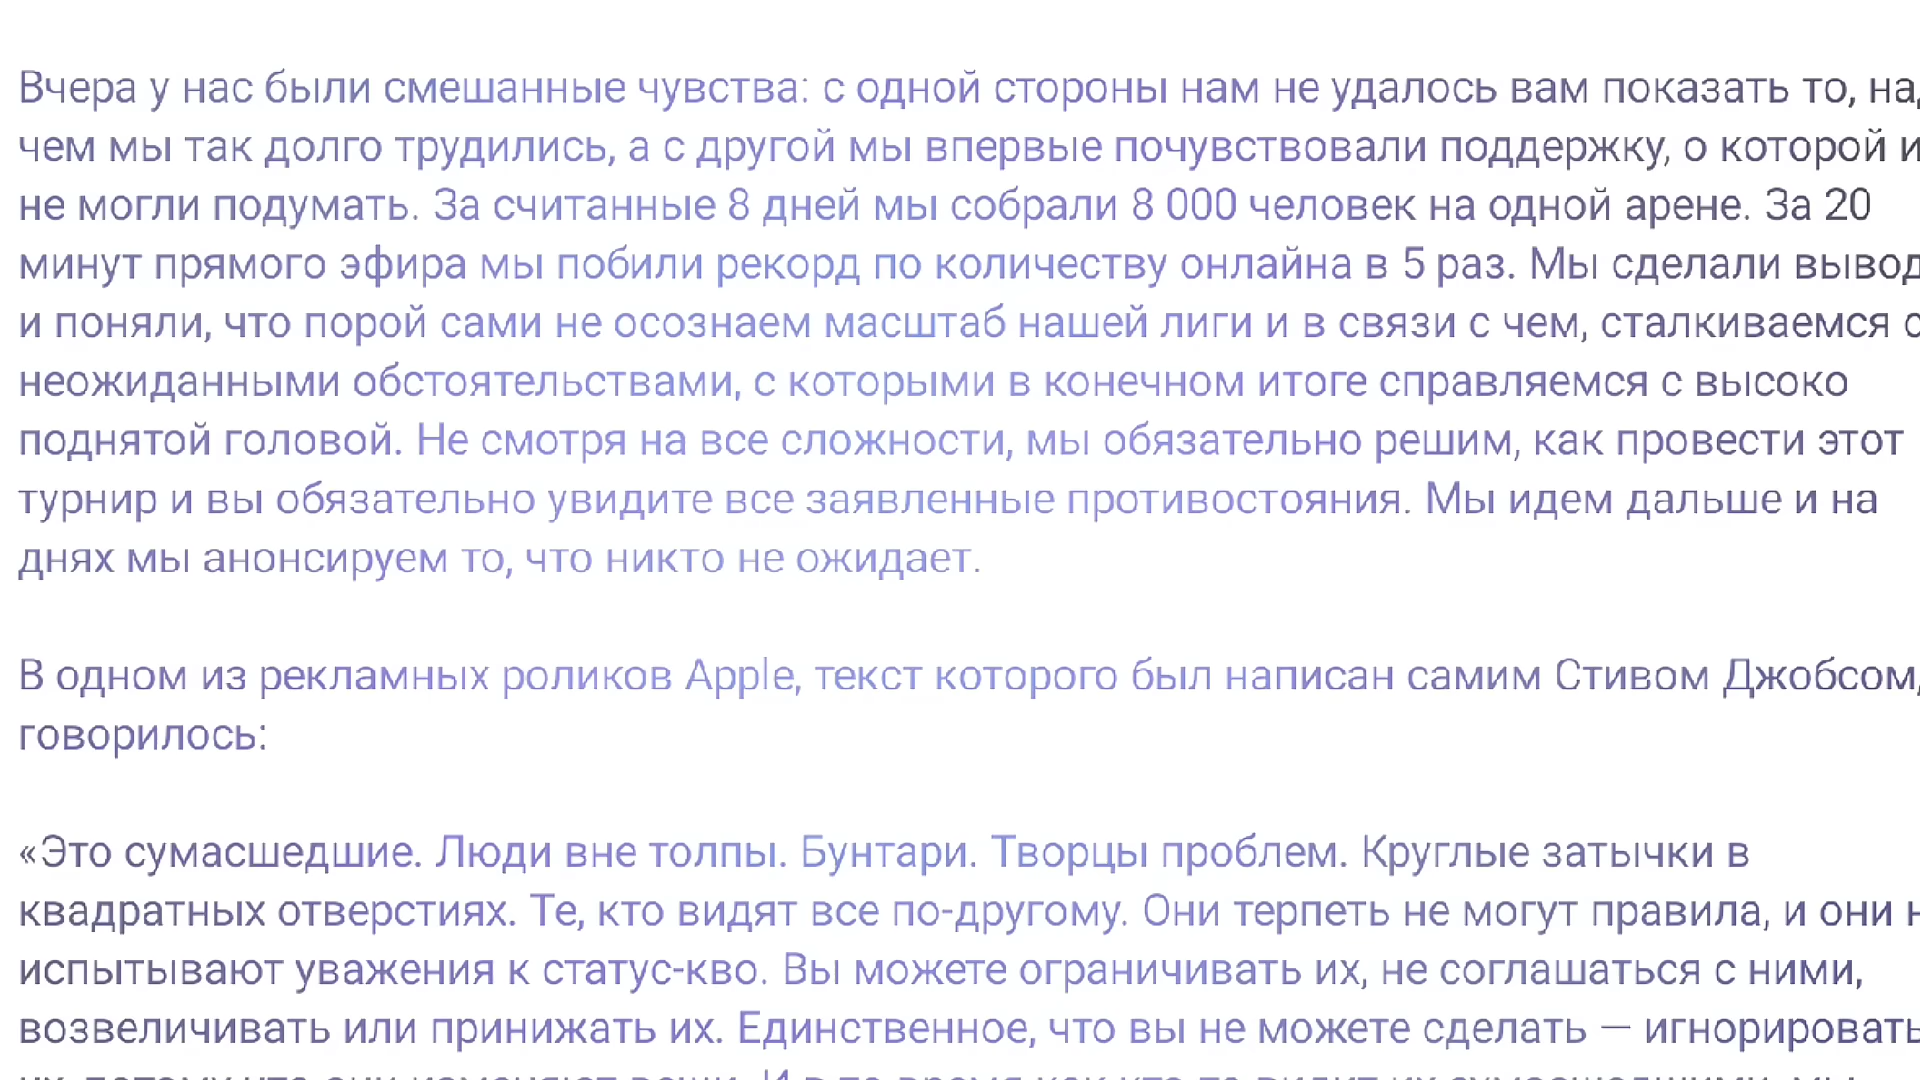 Вчера у нас были смешанные чувства: с одной стороны нам не удалось вам показать то,
чем мы так долго трудились, а с другой мы впервые почувствовали поддержку, о которой и
не могли подумать. За считанные 8 дней мы собрали 8 000 человек на одной арене. За 20
минут прямого эфира мы побили рекорд по количеству онлайна в 5 раз. Мы сделали вывод
и поняли, что порой сами не осознаем масштаб нашей лиги и в связи с чем, сталкиваемся с
неожиданными обстоятельствами, с которыми в конечном итоге справляемся с высоко
поднятой головой. Не смотря на все сложности, мы обязательно решим, как провести этот
турнир и вы обязательно увидите все заявленные противостояния. Мы идем дальше и на
днях мы анонсируем то, что никто не ожидает.
В одном из рекламных роликов Apple, текст которого был написан самим Стивом Джобсом,
говорилось:
«Это сумасшедшие. Люди вне толпы. Бунтари. Творцы проблем. Круглые затычки в
квадратных отверстиях. Те, кто видят все по-другому. Они терпеть не могут правила, и они
испытывают уважения к статус-кво. Вы можете ограничивать их, не соглашаться с ними,
возвеличивать или принижать их. Единственное, что вы не можете сделать — игнорировать